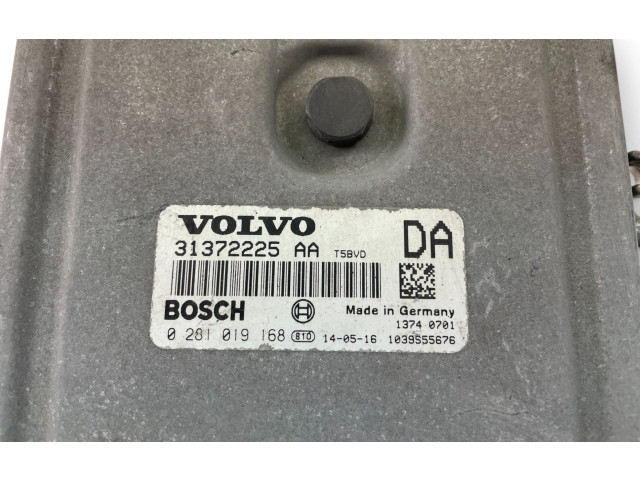 VOLVO DA
31372225 AA T5BVD
BOSCH Made in Germany
1374 0701
0 281 019 168 810 14-05-16 1039S55676